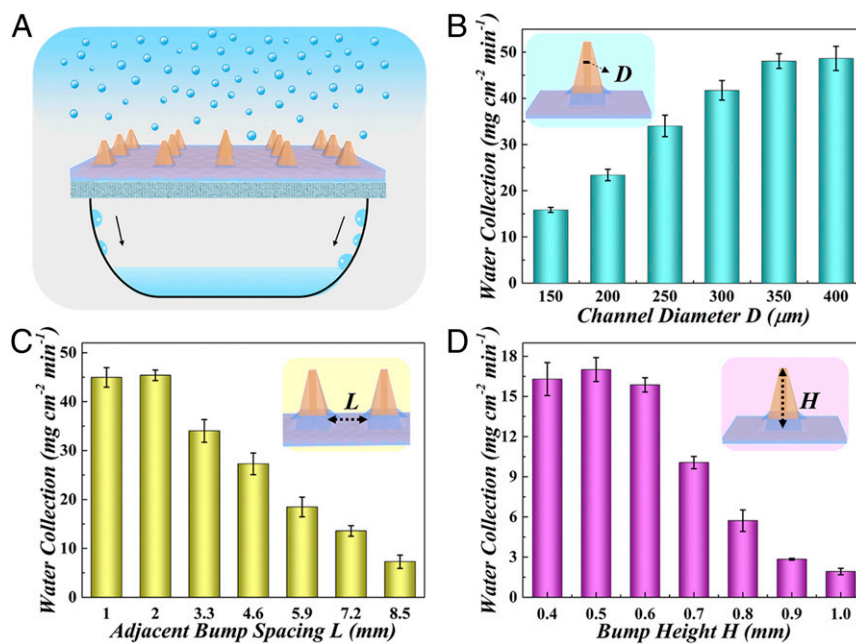 A
B
Water Collection (mg cm⁻² min⁻¹)
50
40
30
20
10
0
D
150 200 250 300 350 400
Channel Diameter D (μm)
C
Water Collection (mg cm⁻² min⁻¹)
50
40
30
20
10
0
L
1 2 3.3 4.6 5.9 7.2 8.5
Adjacent Bump Spacing L (mm)
D
Water Collection (mg cm⁻² min⁻¹)
18
15
12
9
6
3
0
H
0.4 0.5 0.6 0.7 0.8 0.9 1.0
Bump Height H (mm)